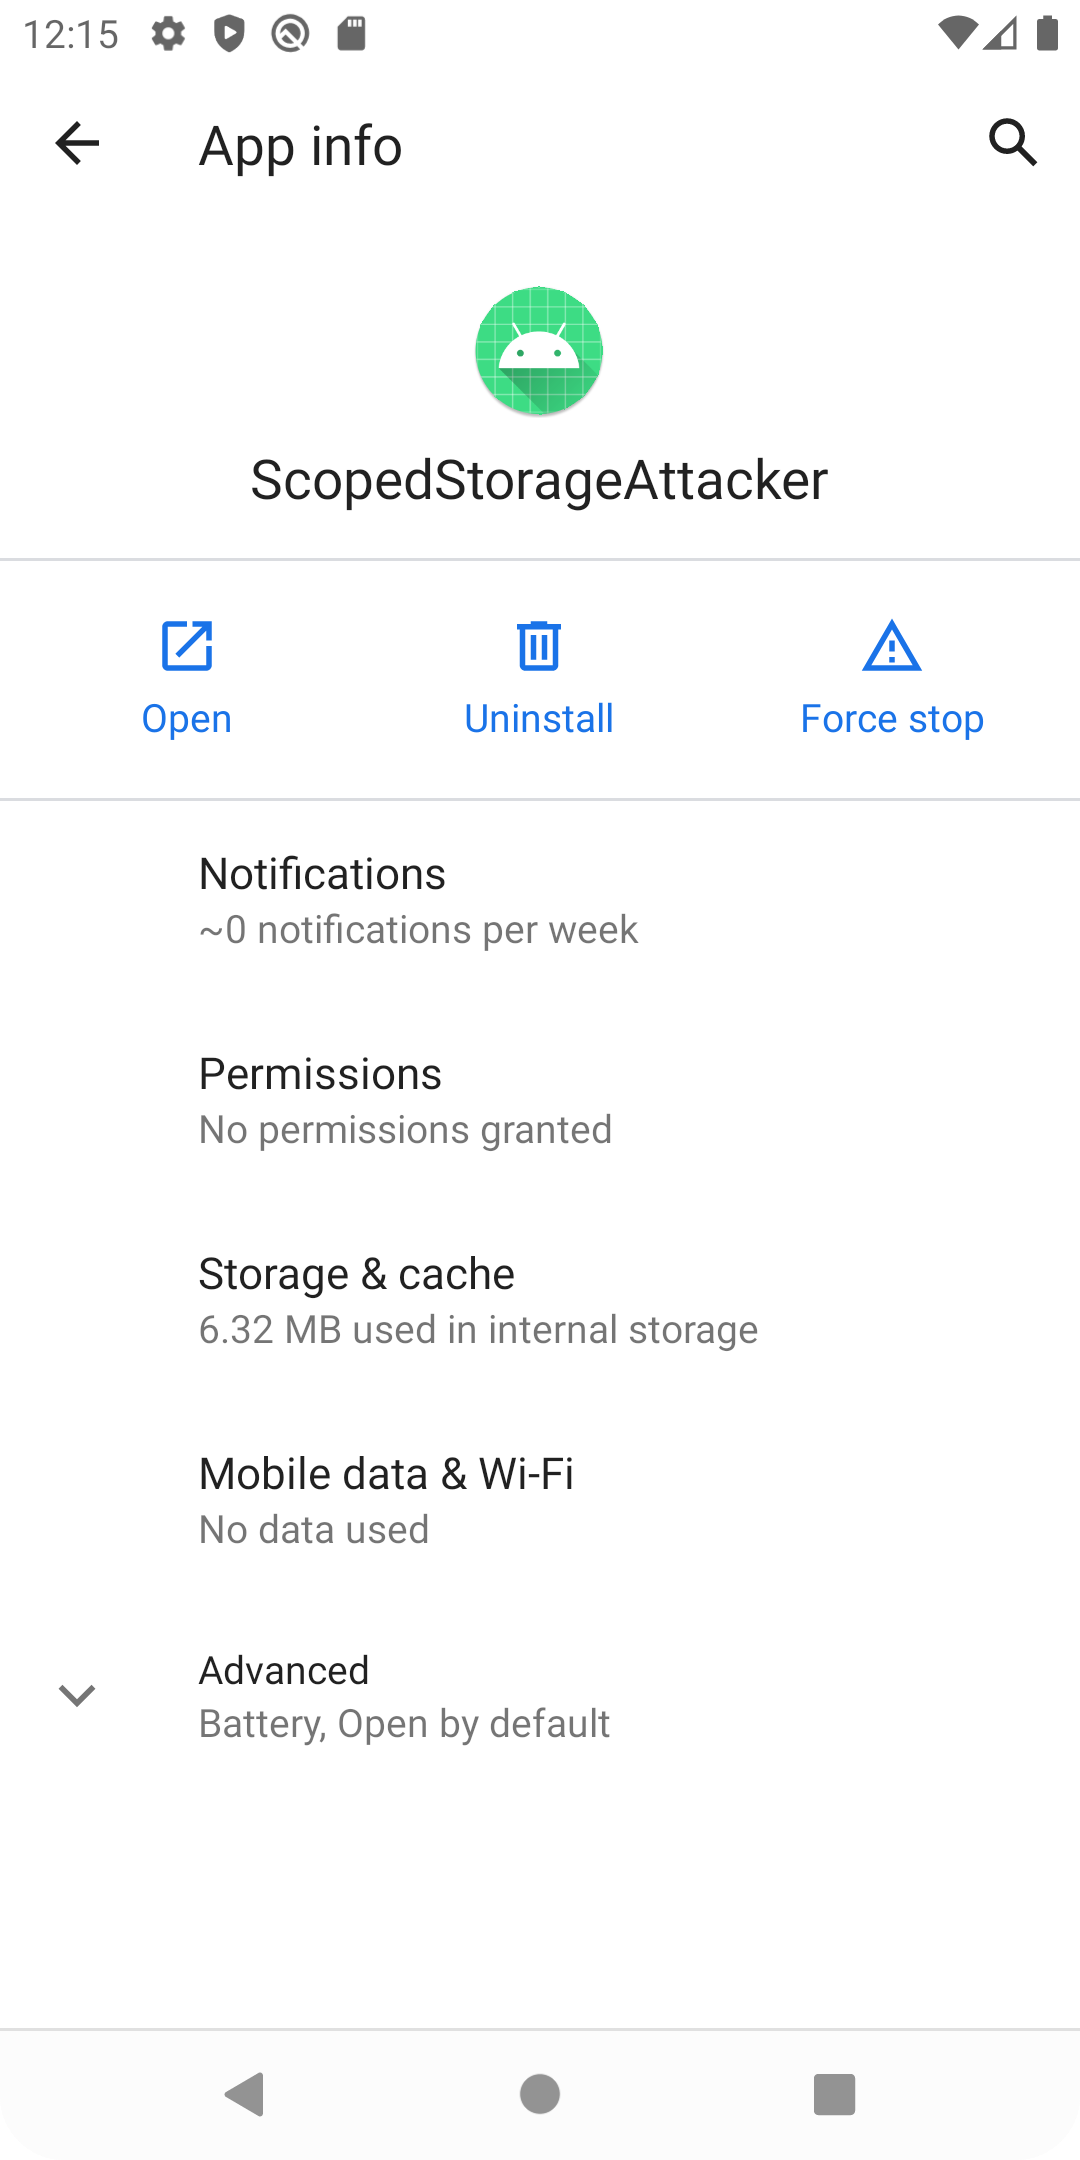 12:15
App info
ScopedStorageAttacker
Open
Uninstall
Force stop
Notifications
~0 notifications per week
Permissions
No permissions granted
Storage & cache
6.32 MB used in internal storage
Mobile data & Wi-Fi
No data used
Advanced
Battery, Open by default